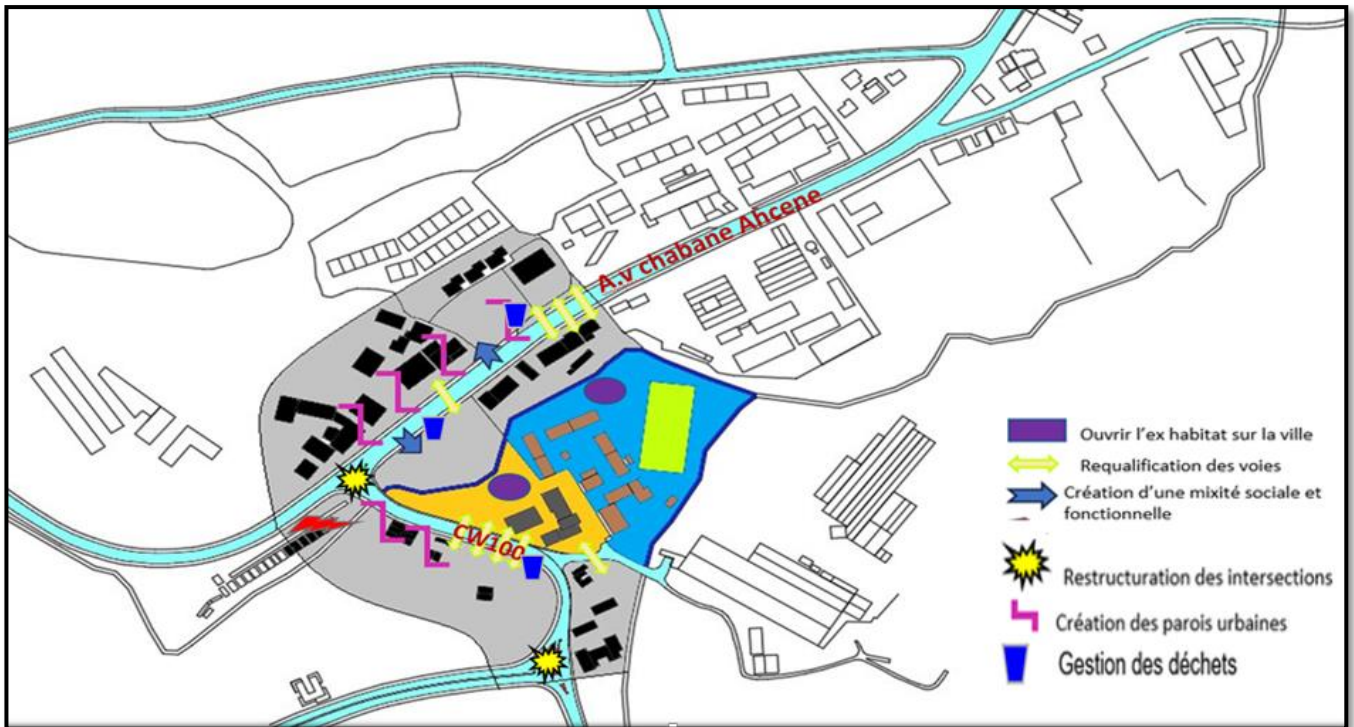 A.v chabane Ahcene
CW100
Ouvrir l'ex habitat sur la ville
Requalification des voies
Création d'une mixité sociale et
fonctionnelle
Restructuration des intersections
Création des parois urbaines
Gestion des déchets